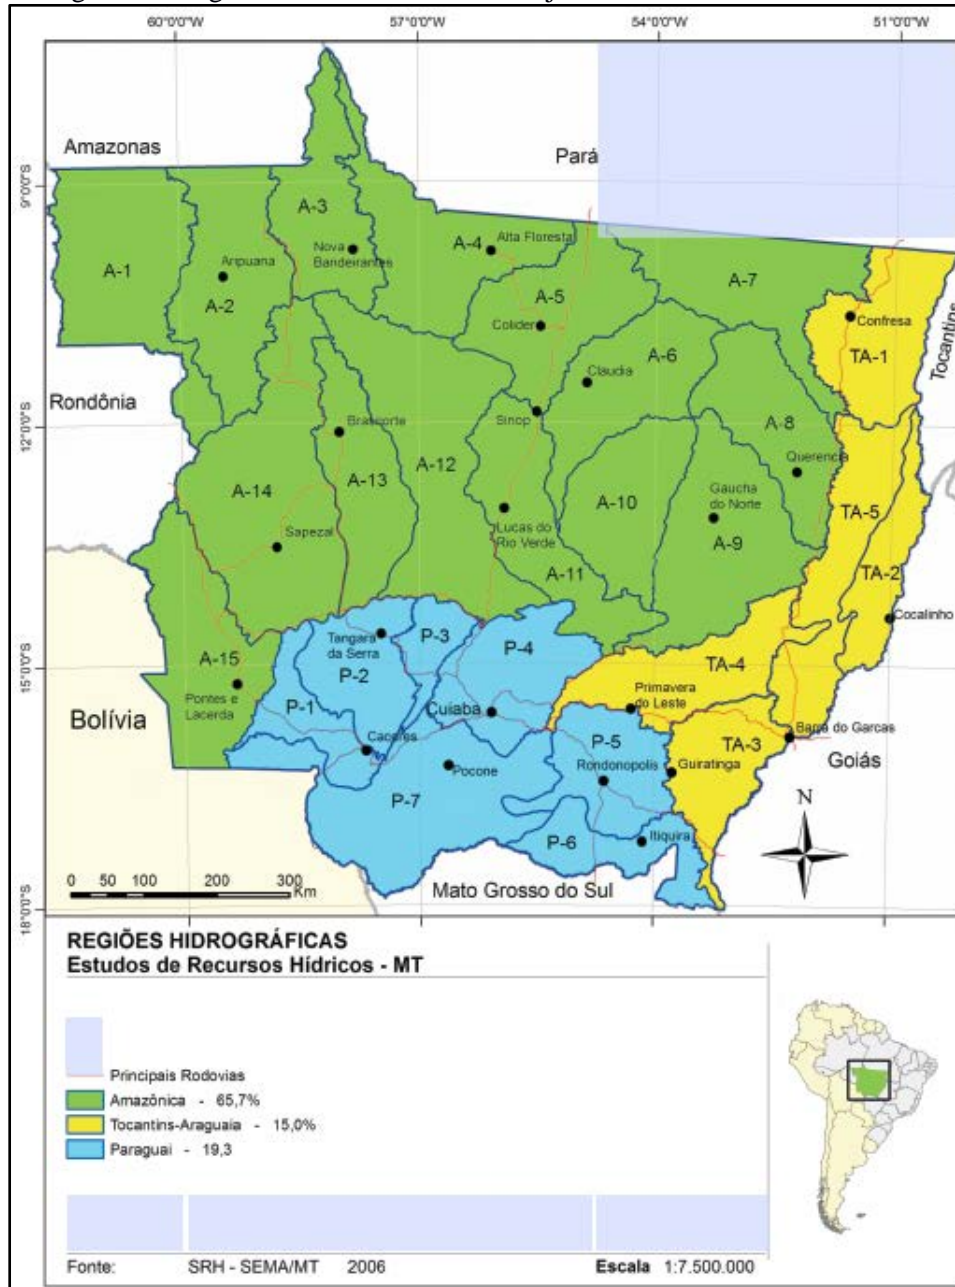 60°0'0"W 57°0'0"W 54°0'0"W 51°0'0"W
Amazonas
Pará
9°0'0"S
A-3
A-4
Alta Floresta
A-7
A-1
Nova
Bandeirantes
Aripuana
A-2
A-5
Colider
Confresa
TA-1
Tocantins
A-6
Claudia
Rondônia
Sinop
12°0'0"S
Brasnorte
A-8
Querencia
A-12
A-13
A-14
A-10
Gaucha
do Norte
Lucas do
Rio Verde
TA-5
Sapezal
A-9
A-11
TA-2
Cocalinho
Tangara
da Serra
P-3
P-4
15°0'0"S
A-15
P-2
TA-4
Pontes e
Lacerda
Primavera
do Leste
Bolívia
P-1
Cuiaba
Barra do Garcas
Caceres
P-5
TA-3
Goiás
Pocone
Rondonopolis
Guiratinga
P-7
N
P-6
Itiquira
0 50 100 200 300
Km
Mato Grosso do Sul
18°0'0"S
REGIÕES HIDROGRÁFICAS
Estudos de Recursos Hídricos - MT
Principais Rodovias
Amazônica - 65,7%
Tocantins-Araguaia - 15,0%
Paraguai - 19,3
Fonte: SRH - SEMA/MT 2006 Escala 1:7.500.000